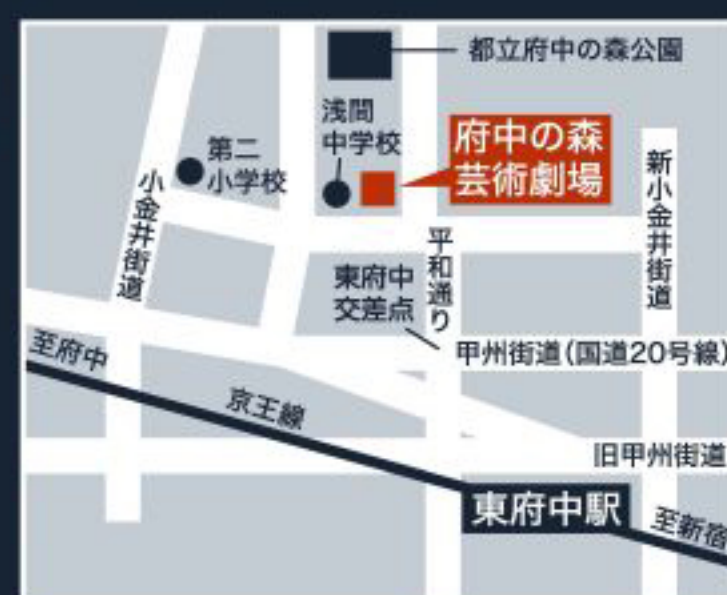 都立府中の森公園
浅間
中学校
府中の森
芸術劇場
第二
小学校
小金井街道
新小金井街道
平和通り
東府中
交差点
甲州街道(国道20号線)
至府中
京王線
旧甲州街道
東府中駅
至新宿